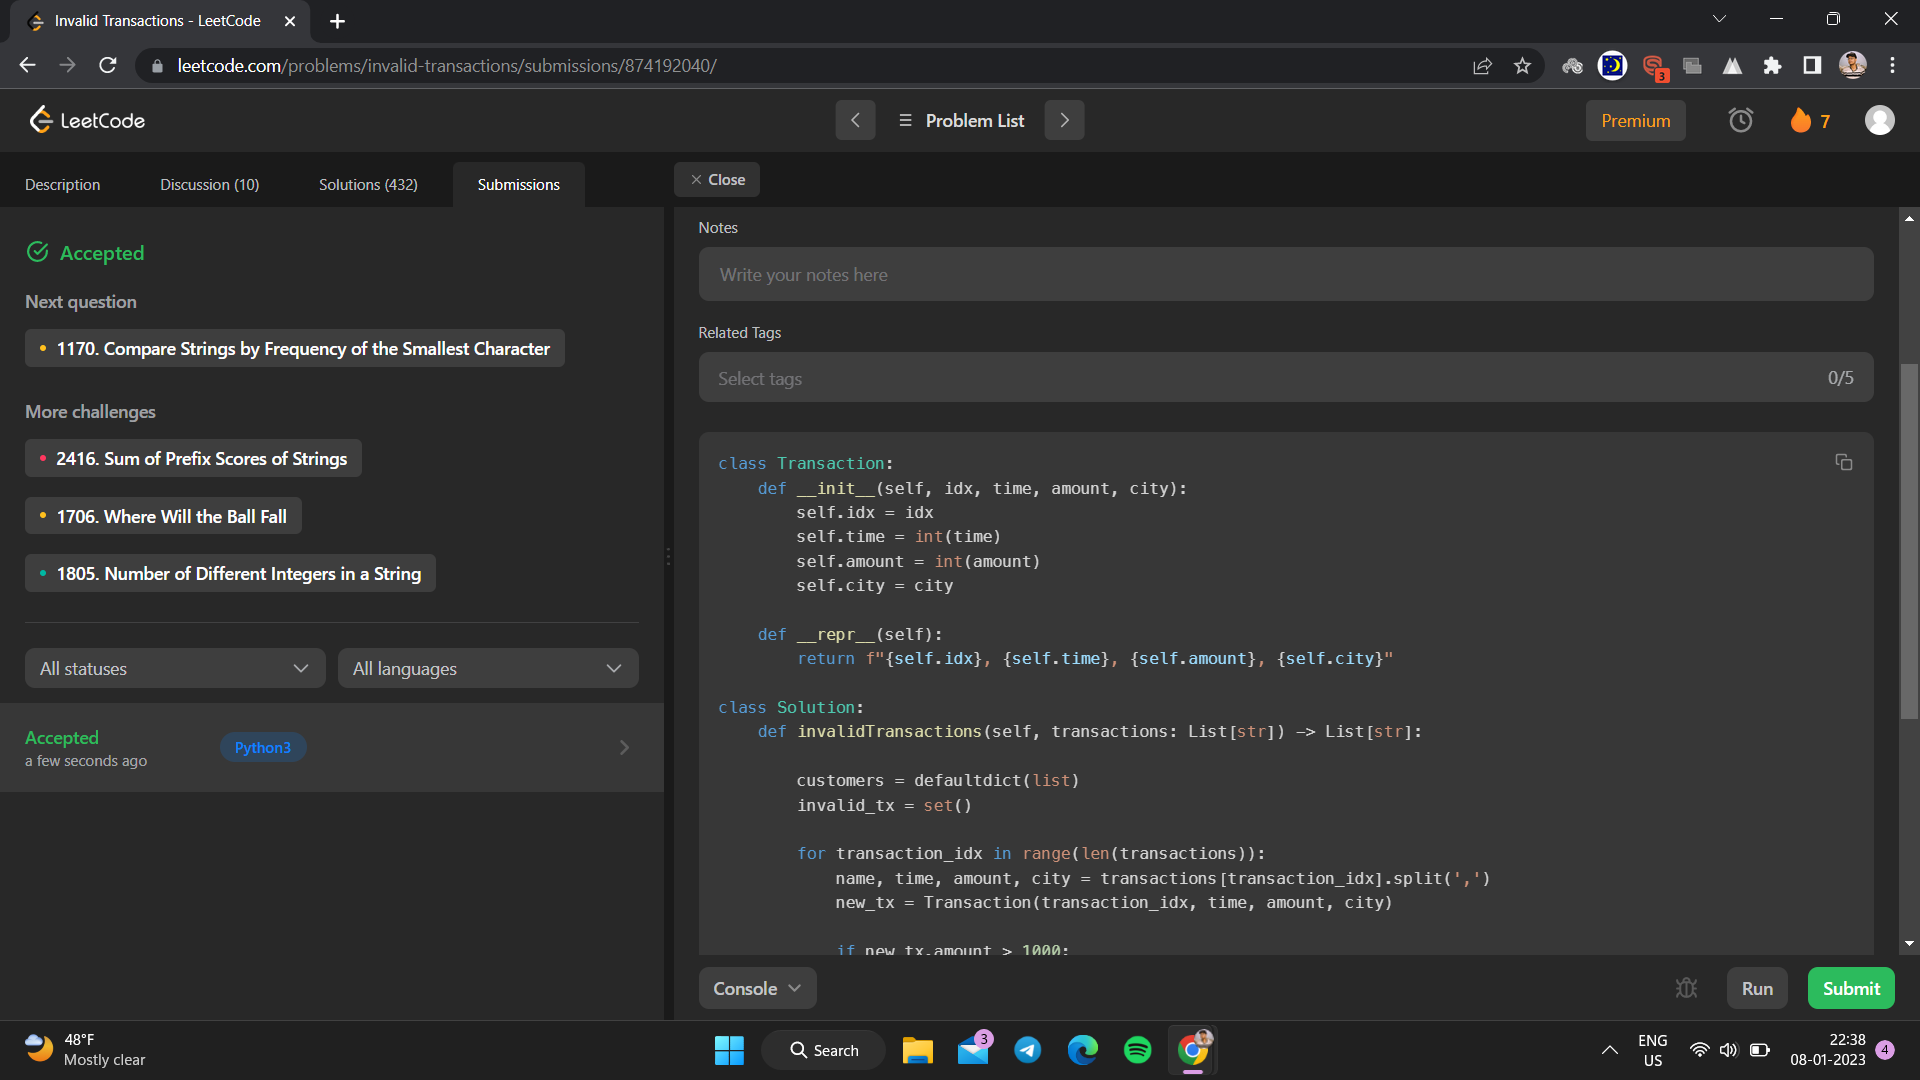 Invalid Transactions - LeetCode
leetcode.com/problems/invalid-transactions/submissions/874192040/
3
LeetCode
Problem List
Premium
7
Description
Discussion (10)
Solutions (432)
Submissions
Close
Accepted
Next question
1170. Compare Strings by Frequency of the Smallest Character
More challenges
2416. Sum of Prefix Scores of Strings
1706. Where Will the Ball Fall
1805. Number of Different Integers in a String
All statuses
All languages
Accepted
a few seconds ago
Python3
Notes
Write your notes here
Related Tags
Select tags
0/5
class Transaction:
    def __init__(self, idx, time, amount, city):
        self.idx = idx
        self.time = int(time)
        self.amount = int(amount)
        self.city = city
    def __repr__(self):
        return f"{self.idx}, {self.time}, {self.amount}, {self.city}"
class Solution:
    def invalidTransactions(self, transactions: List[str]) -> List[str]:
        customers = defaultdict(list)
        invalid_tx = set()
        for transaction_idx in range(len(transactions)):
            name, time, amount, city = transactions[transaction_idx].split(',')
            new_tx = Transaction(transaction_idx, time, amount, city)
            if new_tx.amount > 1000:
Console
Run
Submit
48°F
Mostly clear
Search
3
ENG
US
22:38
08-01-2023
4